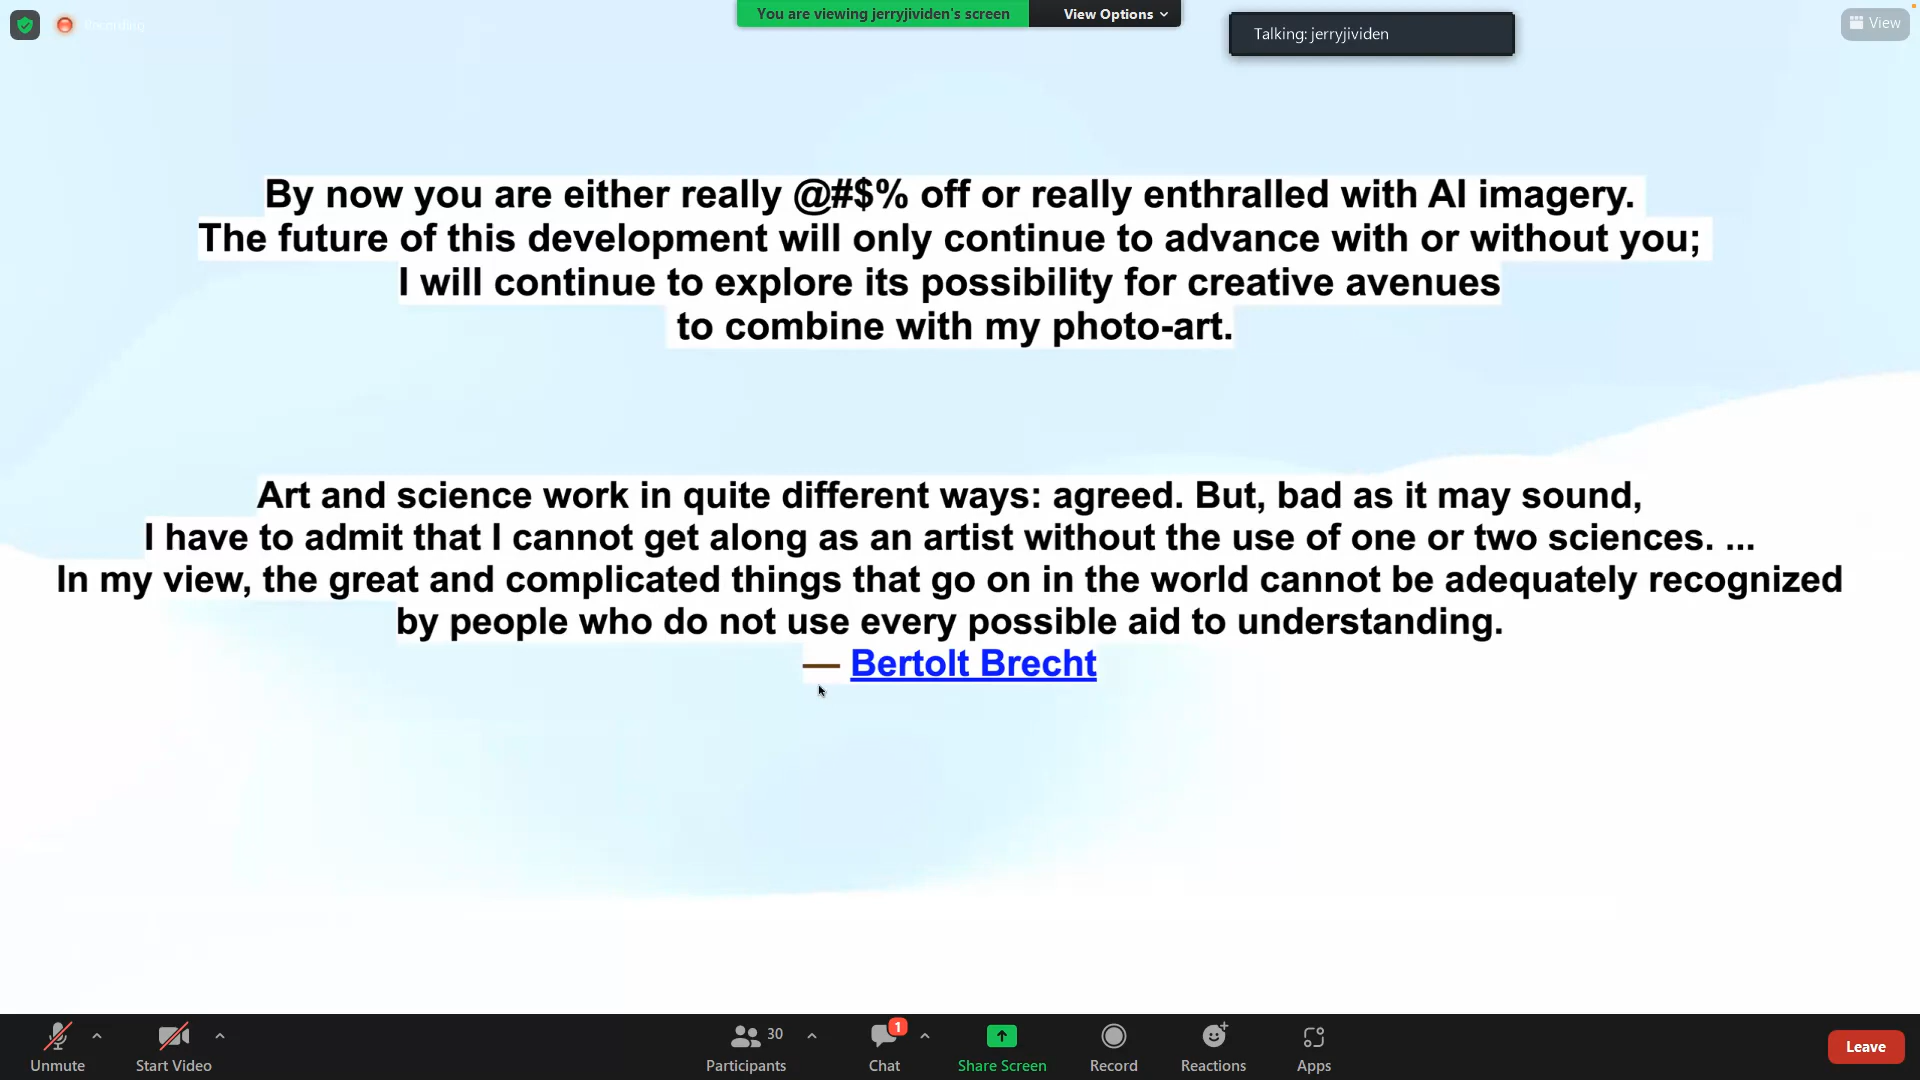 You are viewing jerryjividen's screen
View Options
Talking: jerryjividen
View
Recording
By now you are either really @#$% off or really enthralled with AI imagery.
The future of this development will only continue to advance with or without you;
I will continue to explore its possibility for creative avenues
to combine with my photo-art.
Art and science work in quite different ways: agreed. But, bad as it may sound,
I have to admit that I cannot get along as an artist without the use of one or two sciences. ...
In my view, the great and complicated things that go on in the world cannot be adequately recognized
by people who do not use every possible aid to understanding.
— Bertolt Brecht
Unmute
Start Video
30
Participants
1
Chat
Share Screen
Record
Reactions
Apps
Leave